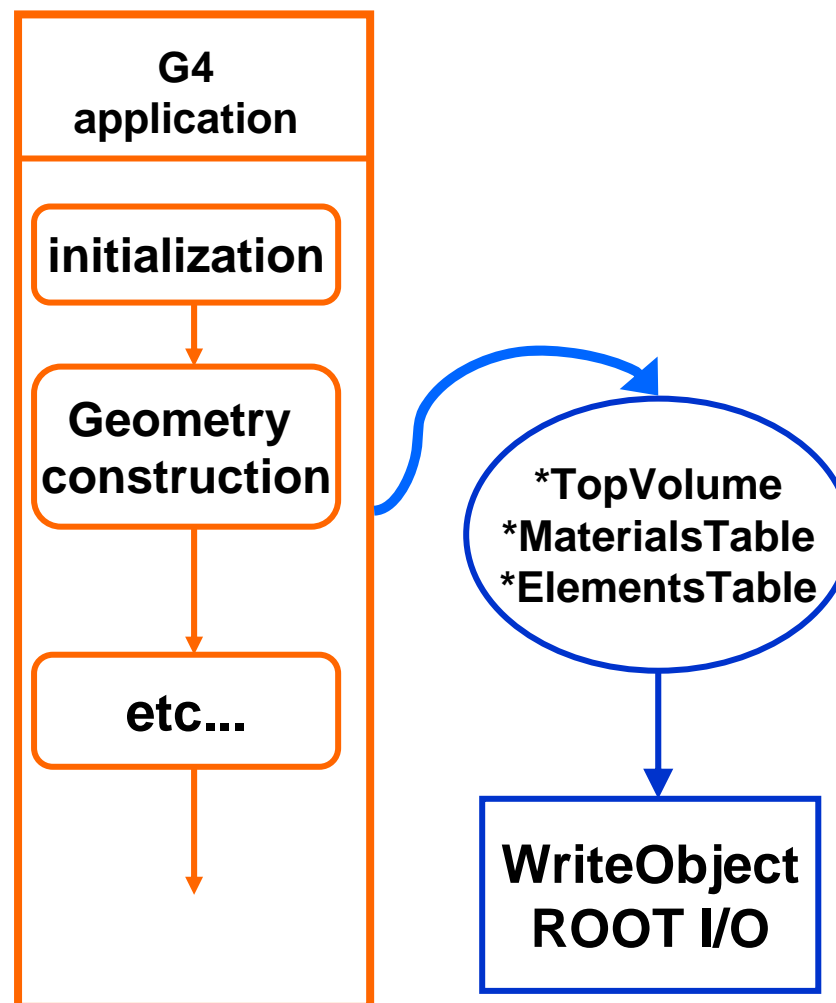 G4
application
initialization
Geometry
construction
etc...
*TopVolume
*MaterialsTable
*ElementsTable
WriteObject
ROOT I/O